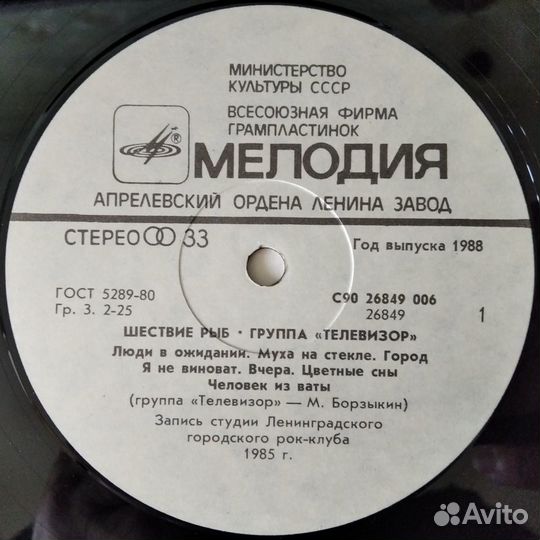 МИНИСТЕРСТВО
КУЛЬТУРЫ СССР
ВСЕСОЮЗНАЯ ФИРМА
ГРАМПЛАСТИНОК
®
МЕЛОДИЯ
АПРЕЛЕВСКИЙ ОРДЕНА ЛЕНИНА ЗАВОД
СТЕРЕО 33
Год выпуска 1988
ГОСТ 5289-80
Гр. 3. 2-25
С90 26849 006
26849
1
ШЕСТВИЕ РЫБ • ГРУППА «ТЕЛЕВИЗОР»
Люди в ожидании. Муха на стекле. Город
Я не виноват. Вчера. Цветные сны
Человек из ваты
(группа «Телевизор» — М. Борзыкин)
Запись студии Ленинградского
городского рок-клуба
1985 г.
Avito